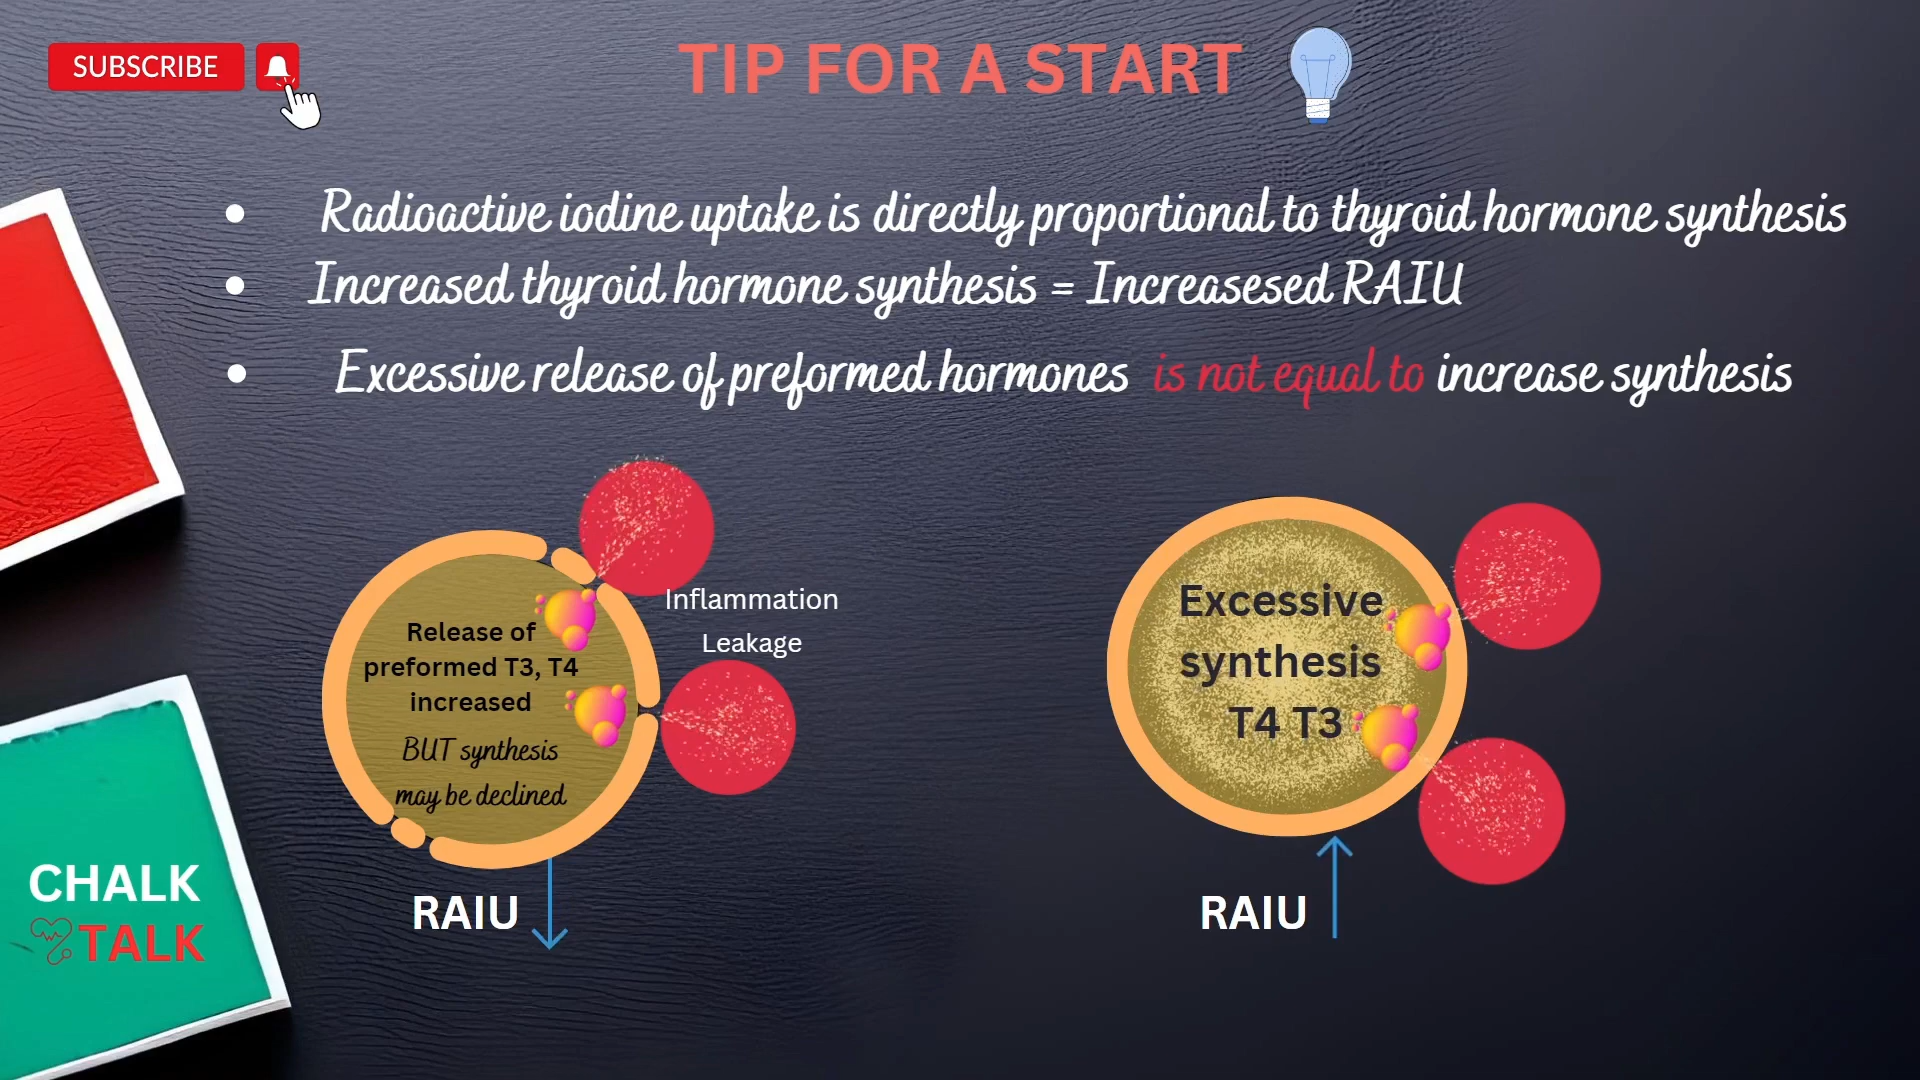 SUBSCRIBE
TIP FOR A START
• Radioactive iodine uptake is directly proportional to thyroid hormone synthesis
• Increased thyroid hormone synthesis = Increasesed RAIU
• Excessive release of preformed hormones is not equal to increase synthesis
Inflammation
Leakage
Release of
preformed T3, T4
increased
BUT synthesis
may be declined
RAIU
Excessive
synthesis
T4 T3
RAIU
CHALK
TALK